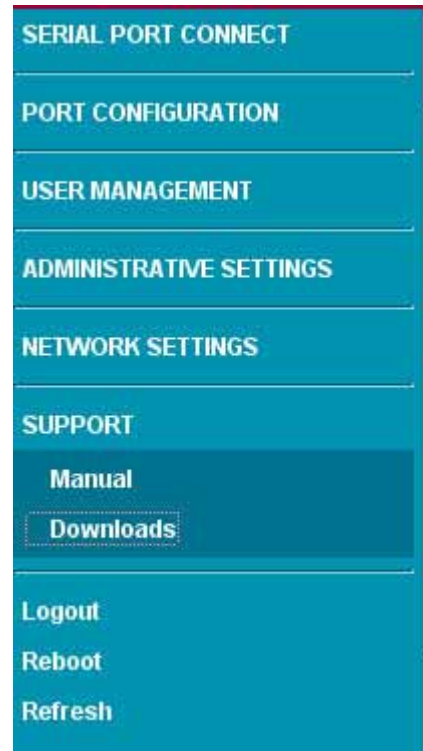 SERIAL PORT CONNECT
PORT CONFIGURATION
USER MANAGEMENT
ADMINISTRATIVE SETTINGS
NETWORK SETTINGS
SUPPORT
Manual
Downloads
Logout
Reboot
Refresh